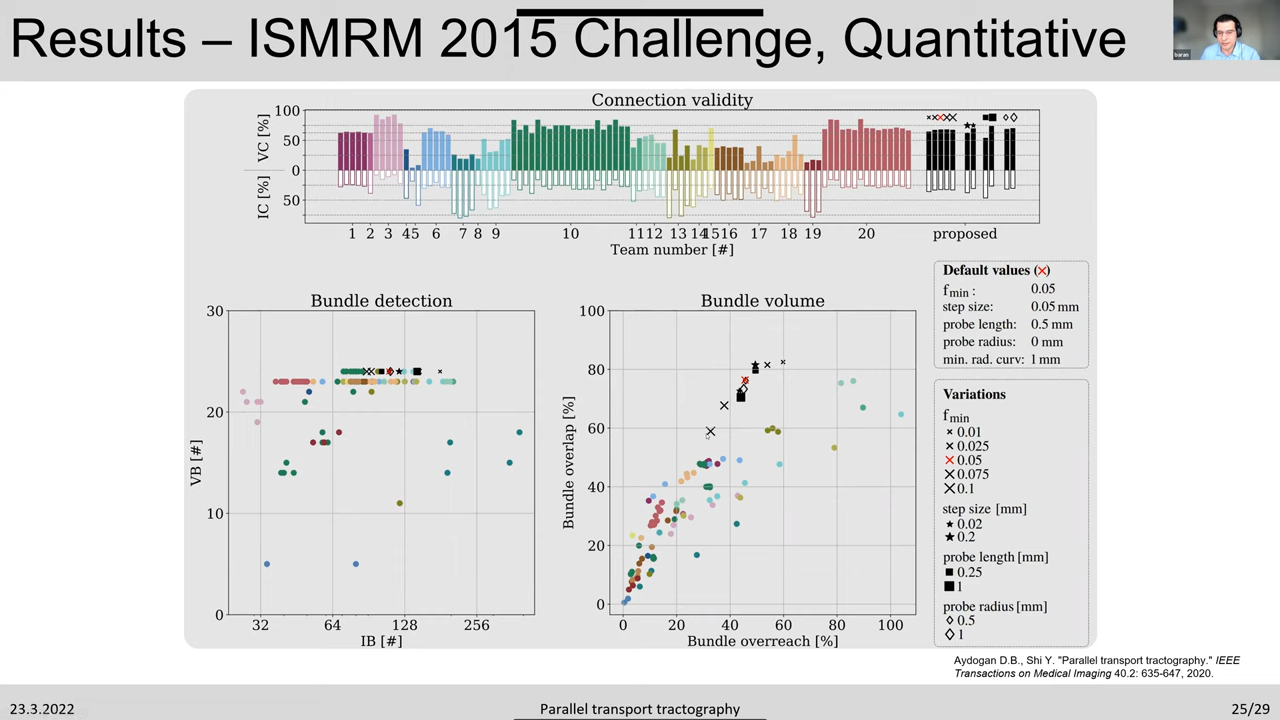 Results – ISMRM 2015 Challenge, Quantitative
baran
Connection validity
100
50
0
50
VC [%]
IC [%]
1 2 3 45 6 7 8 9 10 1112 13 1415 16 17 18 19 20 proposed
Team number [#]
Bundle detection
30
20
10
0
VB [#]
32 64 128 256
IB [#]
Bundle volume
100
80
60
40
20
0
Bundle overlap [%]
0 20 40 60 80 100
Bundle overreach [%]
Default values (×)
fmin : 0.05
step size: 0.05 mm
probe length: 0.5 mm
probe radius: 0 mm
min. rad. curv: 1 mm
Variations
fmin
× 0.01
× 0.025
× 0.05
× 0.075
× 0.1
step size [mm]
★ 0.02
★ 0.2
probe length [mm]
■ 0.25
■ 1
probe radius [mm]
◇ 0.5
◇ 1
Aydogan D.B., Shi Y. "Parallel transport tractography." IEEE
Transactions on Medical Imaging 40.2: 635-647, 2020.
23.3.2022
Parallel transport tractography
25/29